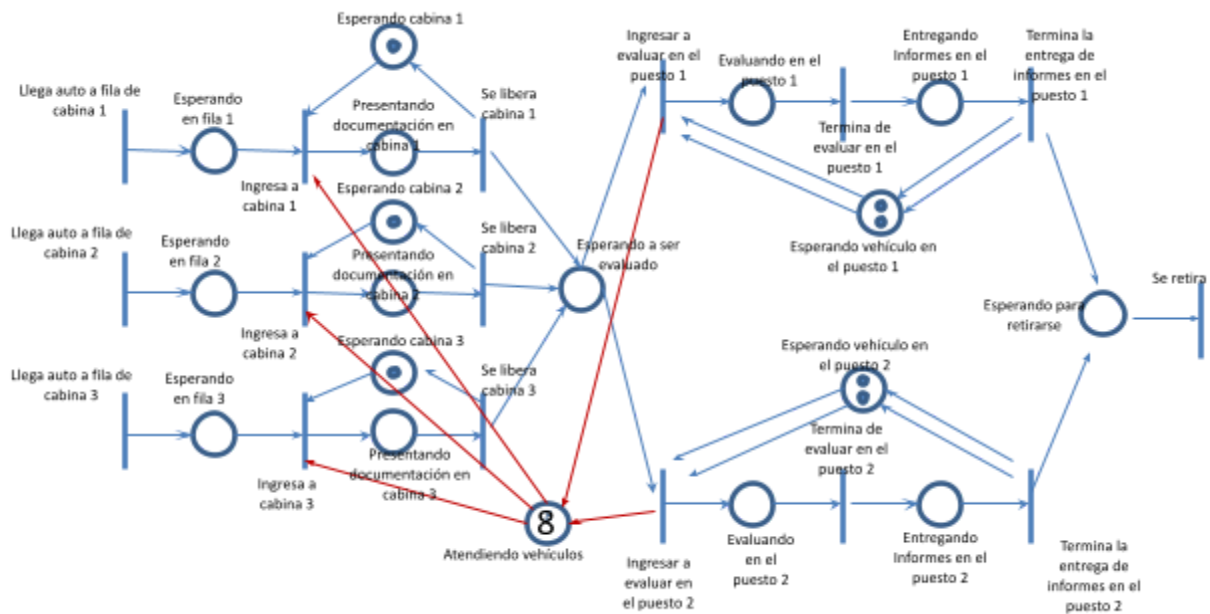 Esperando cabina 1
Llega auto a fila de
cabina 1
Esperando
en fila 1
Presentando
documentación en
cabina 1
Se libera
cabina 1
Ingresa a
cabina 1
Esperando cabina 2
Llega auto a fila de
cabina 2
Esperando
en fila 2
Presentando
documentación en
cabina 2
Se libera
cabina 2
Ingresa a
cabina 2
Esperando cabina 3
Llega auto a fila de
cabina 3
Esperando
en fila 3
Se libera
cabina 3
Presentando
documentación en
cabina 3
Ingresa a
cabina 3
8
Atendiendo vehículos
Esperando a ser
evaluado
Ingresar a
evaluar en el
puesto 1
Evaluando en el
puesto 1
Termina de
evaluar en el
puesto 1
Entregando
Informes en el
puesto 1
Termina la
entrega de
informes en el
puesto 1
Esperando vehículo en
el puesto 1
Esperando para
retirarse
Se retira
Esperando vehículo en
el puesto 2
Termina de
evaluar en el
puesto 2
Ingresar a
evaluar en
el puesto 2
Evaluando
en el
puesto 2
Entregando
Informes en el
puesto 2
Termina la
entrega de
informes en el
puesto 2